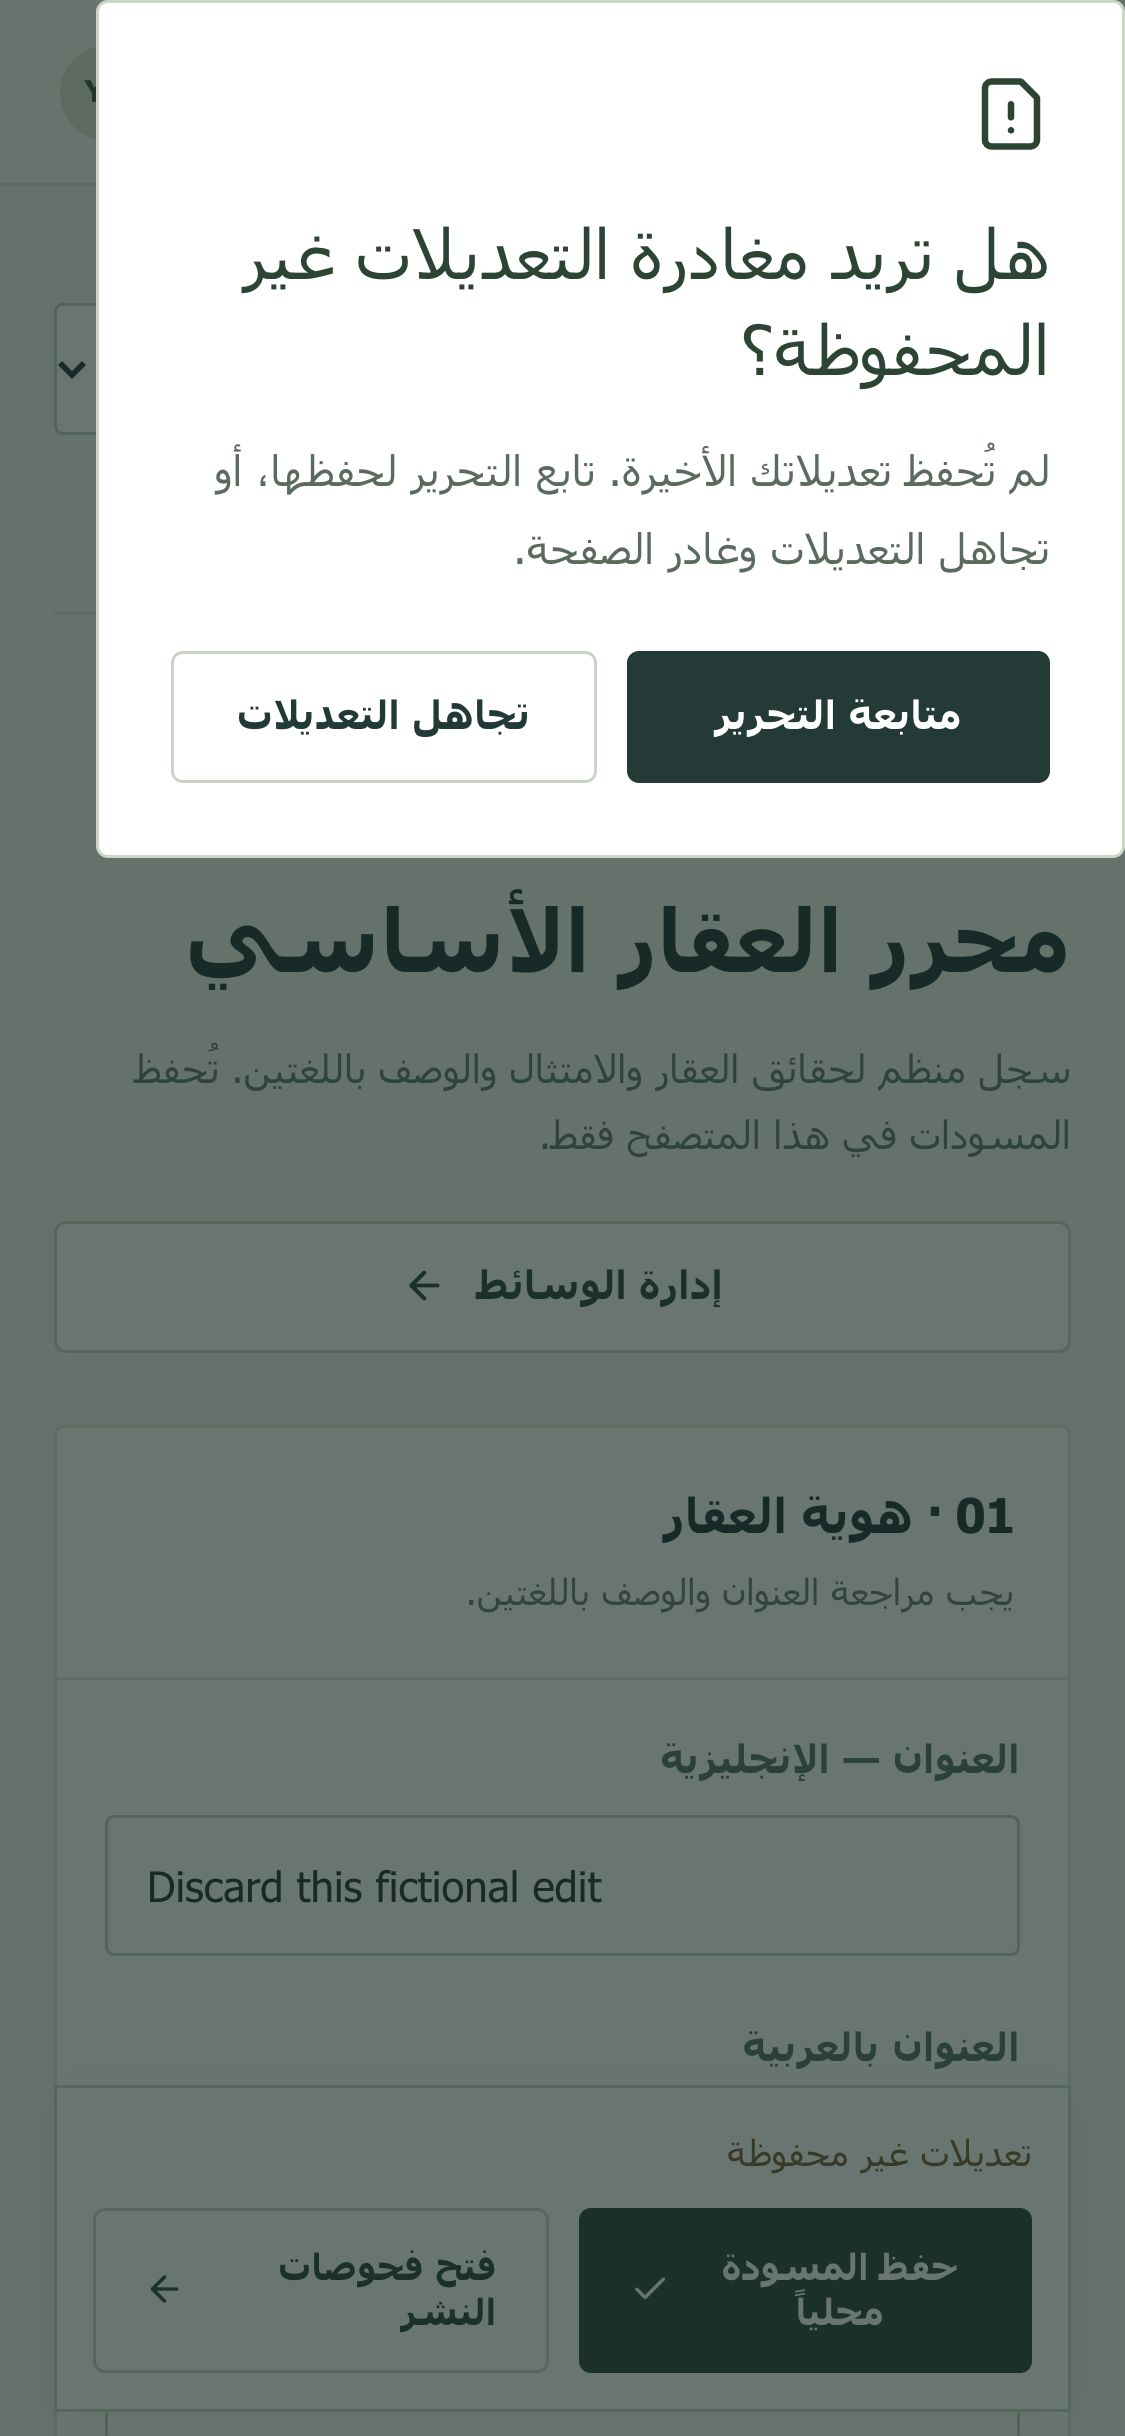 Y
هل تريد مغادرة التعديلات غير
المحفوظة؟
لم تُحفظ تعديلاتك الأخيرة. تابع التحرير لحفظها، أو
تجاهل التعديلات وغادر الصفحة.
متابعة التحرير
تجاهل التعديلات
محرر العقار الأساسي
سجل منظم لحقائق العقار والامتثال والوصف باللغتين. تُحفظ
المسودات في هذا المتصفح فقط.
إدارة الوسائط ←
01 · هوية العقار
يجب مراجعة العنوان والوصف باللغتين.
العنوان — الإنجليزية
Discard this fictional edit
العنوان بالعربية
تعديلات غير محفوظة
حفظ المسودة
محلياً
فتح فحوصات
النشر